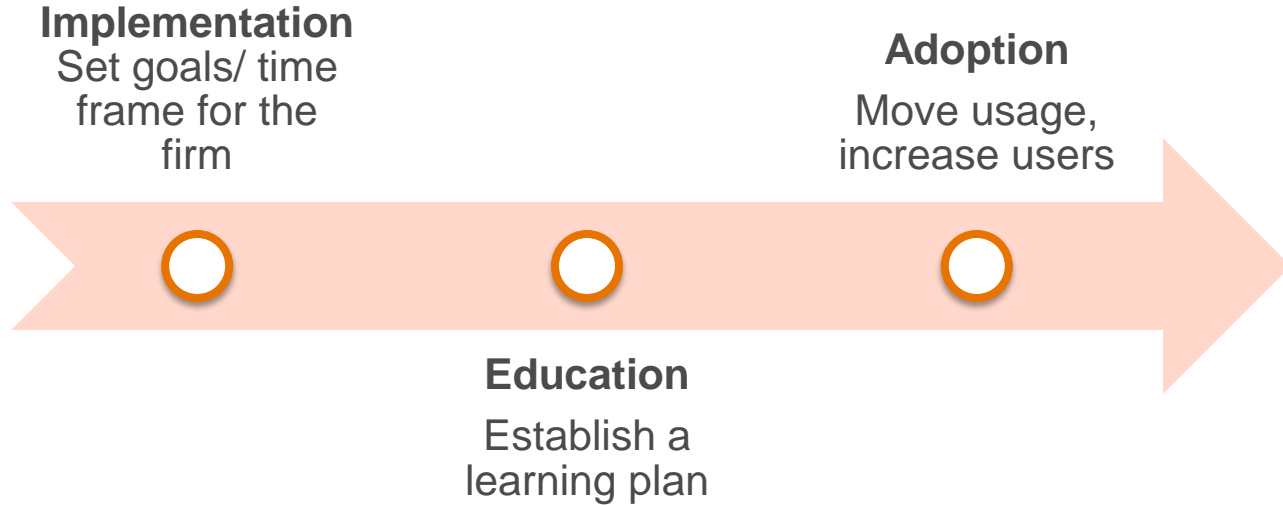 Implementation
Set goals/ time
frame for the
firm
Education
Establish a
learning plan
Adoption
Move usage,
increase users